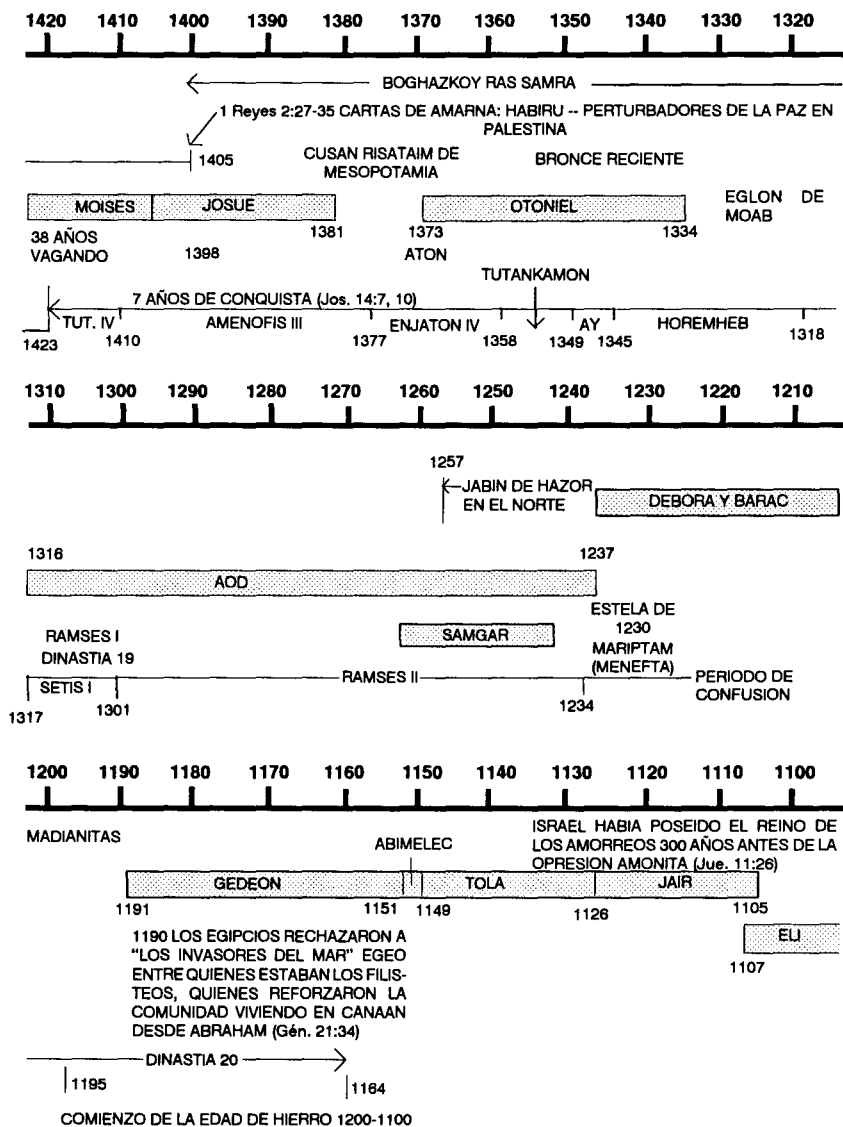 1420 1410 1400 1390 1380 1370 1260 1350 1340 1330 1320
BOGHAZKOY RAS SAMRA
1 Reyes 2:27-35 CARTAS DE AMARNA: HABIRU -- PERTURBADORES DE LA PAZ EN
PALESTINA
1405
CUSAN RISATAIM DE
MESOPOTAMIA
BRONCE RECIENTE
MOISES JOSUE OTONIEL
EGLON DE
MOAB
38 AÑOS
VAGANDO
1398
1381
1373
ATON
1334
TUTANKAMON
7 AÑOS DE CONQUISTA (Jos. 14:7, 10)
TUT. IV AMENOFIS III ENJATON IV AY HOREMHEB
1423 1410 1377 1358 1349 1345 1318
1310 1300 1290 1280 1270 1260 1250 1240 1230 1220 1210
1257
JABIN DE HAZOR
EN EL NORTE
DEBORA Y BARAC
1316 1237
AOD
ESTELA DE
1230
MARIPTAM
(MENEFTA)
SAMGAR
RAMSES I
DINASTIA 19
SETIS I
RAMSES II
PERIODO DE
CONFUSION
1317 1301 1234
1200 1190 1180 1170 1160 1150 1140 1130 1120 1110 1100
MADIANITAS
ABIMELEC
ISRAEL HABIA POSEIDO EL REINO DE
LOS AMORREOS 300 AÑOS ANTES DE LA
OPRESION AMONITA (Jue. 11:26)
GEDEON TOLA JAIR
1191 1151 1149 1126 1105
ELI
1107
1190 LOS EGIPCIOS RECHAZARON A
"LOS INVASORES DEL MAR" EGEO
ENTRE QUIENES ESTABAN LOS FILIS-
TEOS, QUIENES REFORZARON LA
COMUNIDAD VIVIENDO EN CANAAN
DESDE ABRAHAM (Gén. 21:34)
DINASTIA 20
1195 1164
COMIENZO DE LA EDAD DE HIERRO 1200-1100